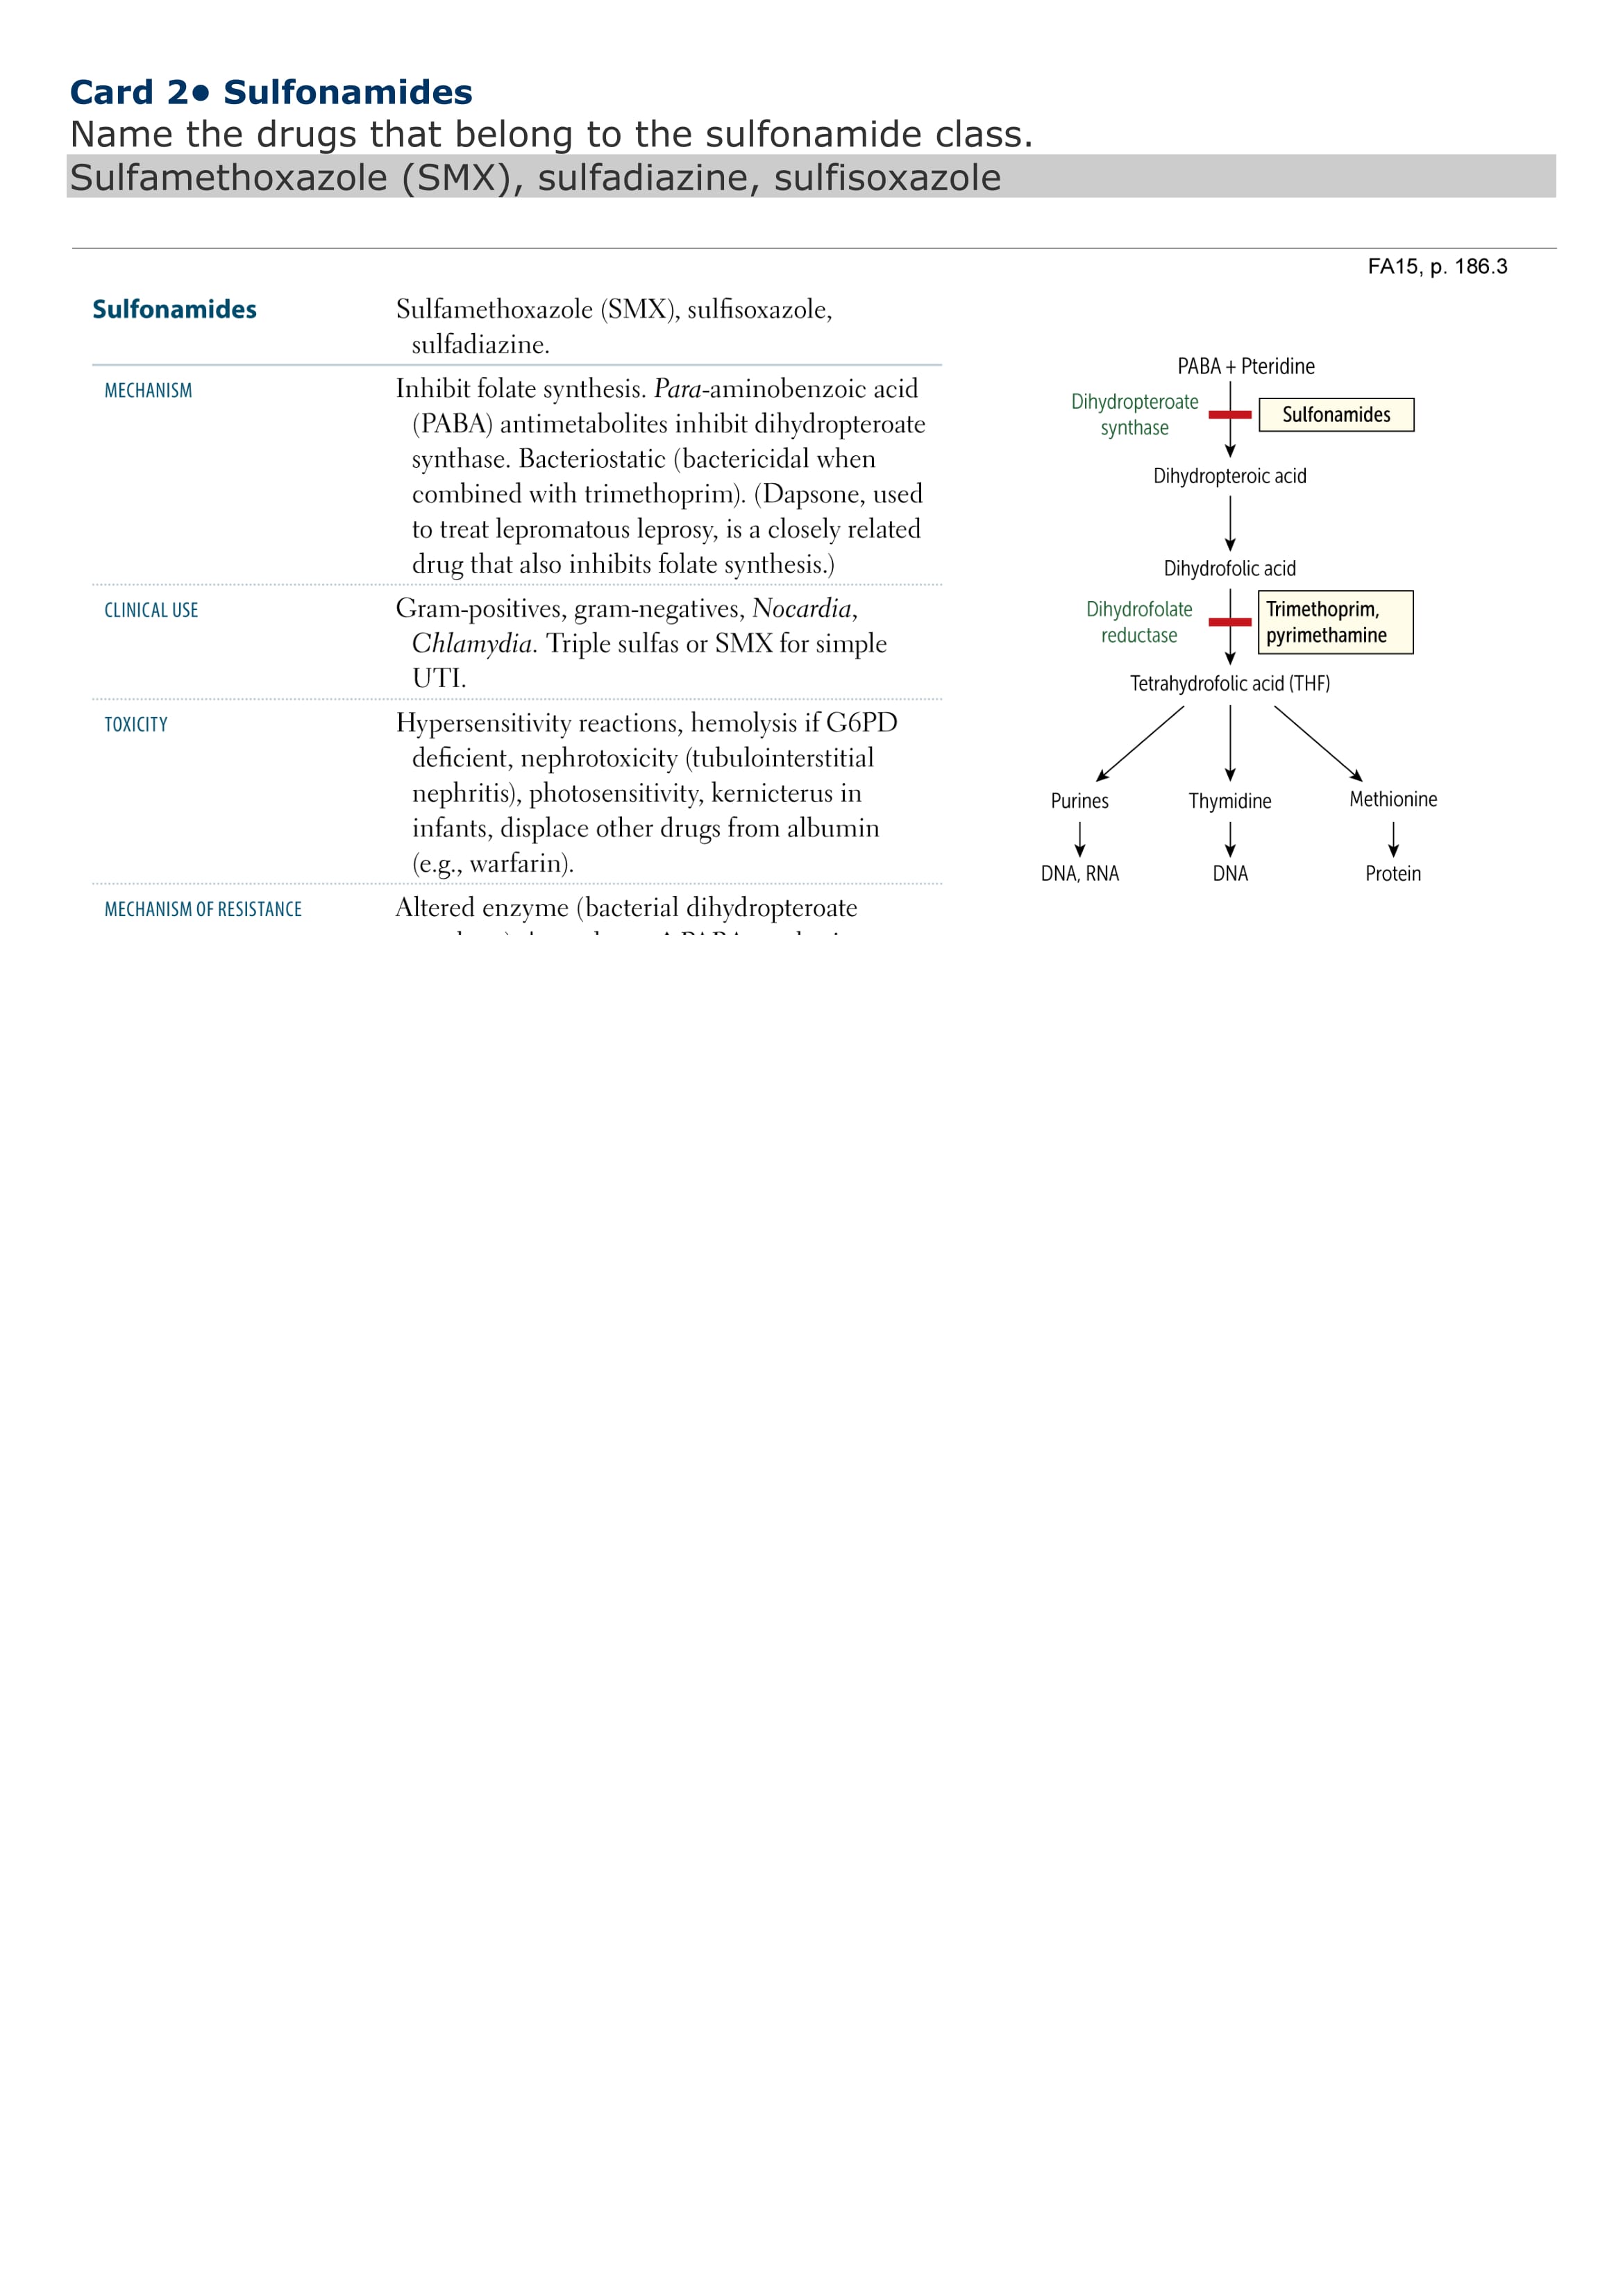 Card 2● Sulfonamides
Name the drugs that belong to the sulfonamide class.
Sulfamethoxazole (SMX), sulfadiazine, sulfisoxazole
FA15, p. 186.3
Sulfonamides
Sulfamethoxazole (SMX), sulfisoxazole,
sulfadiazine.
MECHANISM
Inhibit folate synthesis. Para-aminobenzoic acid
(PABA) antimetabolites inhibit dihydropteroate
synthase. Bacteriostatic (bactericidal when
combined with trimethoprim). (Dapsone, used
to treat lepromatous leprosy, is a closely related
drug that also inhibits folate synthesis.)
CLINICAL USE
Gram-positives, gram-negatives, Nocardia,
Chlamydia. Triple sulfas or SMX for simple
UTI.
TOXICITY
Hypersensitivity reactions, hemolysis if G6PD
deficient, nephrotoxicity (tubulointerstitial
nephritis), photosensitivity, kernicterus in
infants, displace other drugs from albumin
(e.g., warfarin).
MECHANISM OF RESISTANCE
Altered enzyme (bacterial dihydropteroate
PABA + Pteridine
Dihydropteroate
synthase
Sulfonamides
Dihydropteroic acid
Dihydrofolic acid
Dihydrofolate
reductase
Trimethoprim,
pyrimethamine
Tetrahydrofolic acid (THF)
Purines
Thymidine
Methionine
DNA, RNA
DNA
Protein